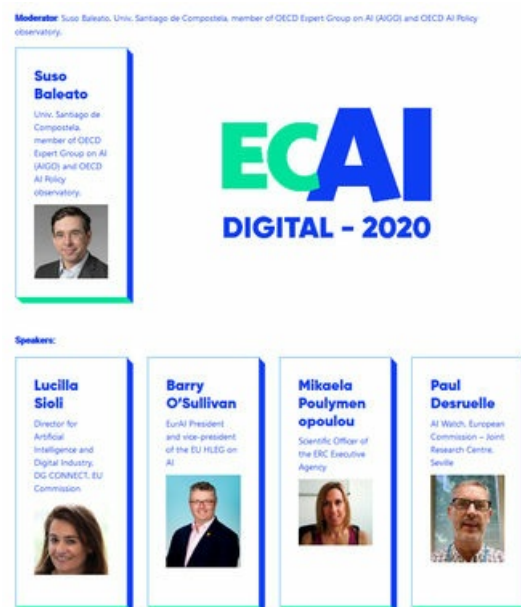 Moderator: Suso Baleato, Univ. Santiago de Compostela, member of OECD Expert Group on AI (AIGO) and OECD AI Policy
observatory.
Suso
Baleato
Univ. Santiago de
Compostela,
member of OECD
Expert Group on AI
(AIGO) and OECD
AI Policy
observatory.
ECAI
DIGITAL - 2020
Speakers:
Lucilla
Sioli
Director for
Artificial
Intelligence and
Digital Industry,
DG CONNECT, EU
Commission
Barry
O'Sullivan
EurAI President
and vice-president
of the EU HLEG on
AI
Mikaela
Poulymen
opoulou
Scientific Officer of
the ERC Executive
Agency
Paul
Desruelle
AI Watch, European
Commission – Joint
Research Centre,
Seville